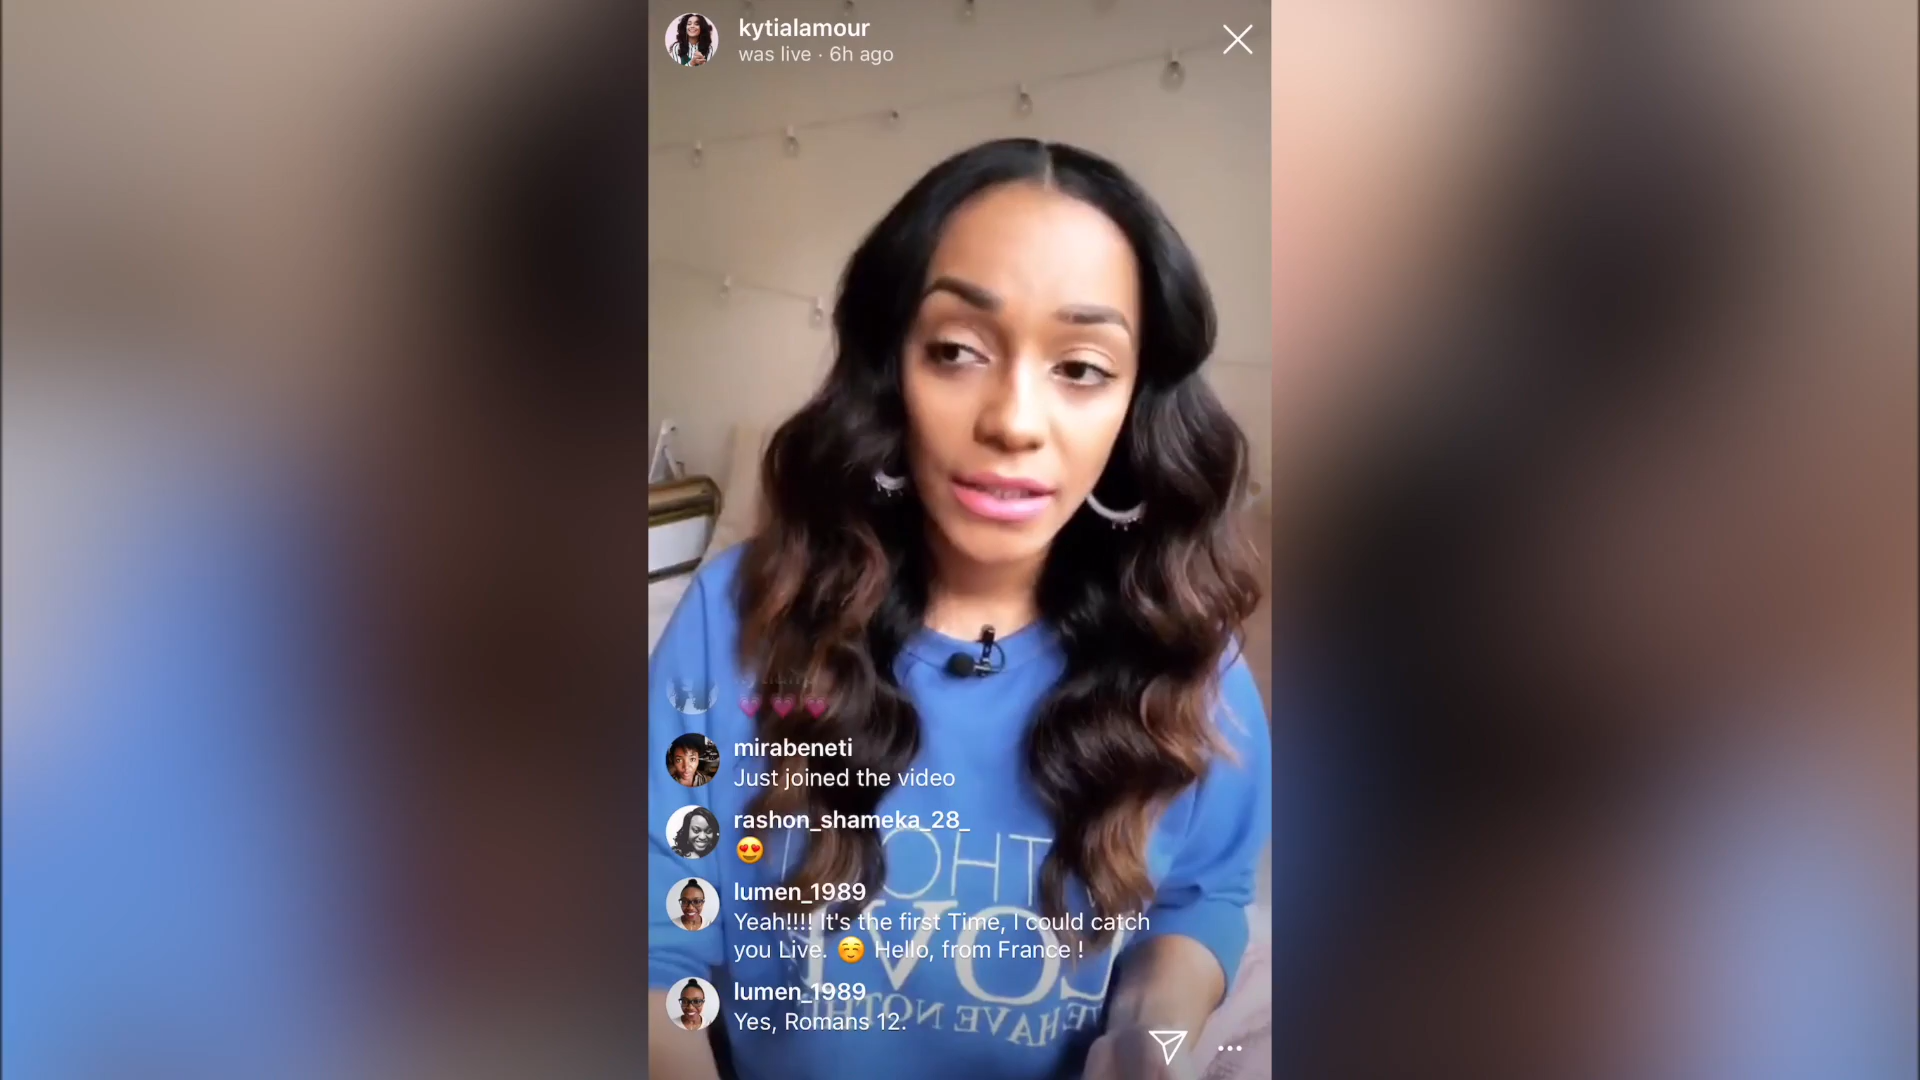 kytialamour
was live · 6h ago
💗 💗 💗
mirabeneti
Just joined the video
rashon_shameka_28_
😍
lumen_1989
Yeah!!!! It's the first Time, I could catch
you Live. ☺️ Hello, from France !
lumen_1989
Yes, Romans 12.
HAVE